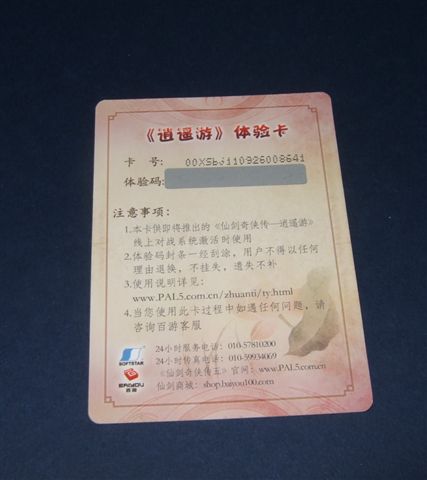 《逍遥游》体验卡
卡 号: 00XSbJ110926008641
体验码:
注意事项:
1.本卡供即将推出的《仙剑奇侠传—逍遥游》
线上对战系统激活时使用
2.体验码封条一经刮涂，用户不得以任何
理由退换，不挂失，遗失不补
3.使用说明详见:
www.PAL5.com.cn/zhuanti/ty.html
4.当您使用此卡过程中如遇任何问题，请
咨询百游客服
24小时服务电话: 010-57810200
24小时传真电话: 010-59934069
《仙剑奇侠传五》官网: www.PAL5.com.cn
仙剑商城: shop.baiyou100.com
SOFTSTAR
BAIYOU
百游